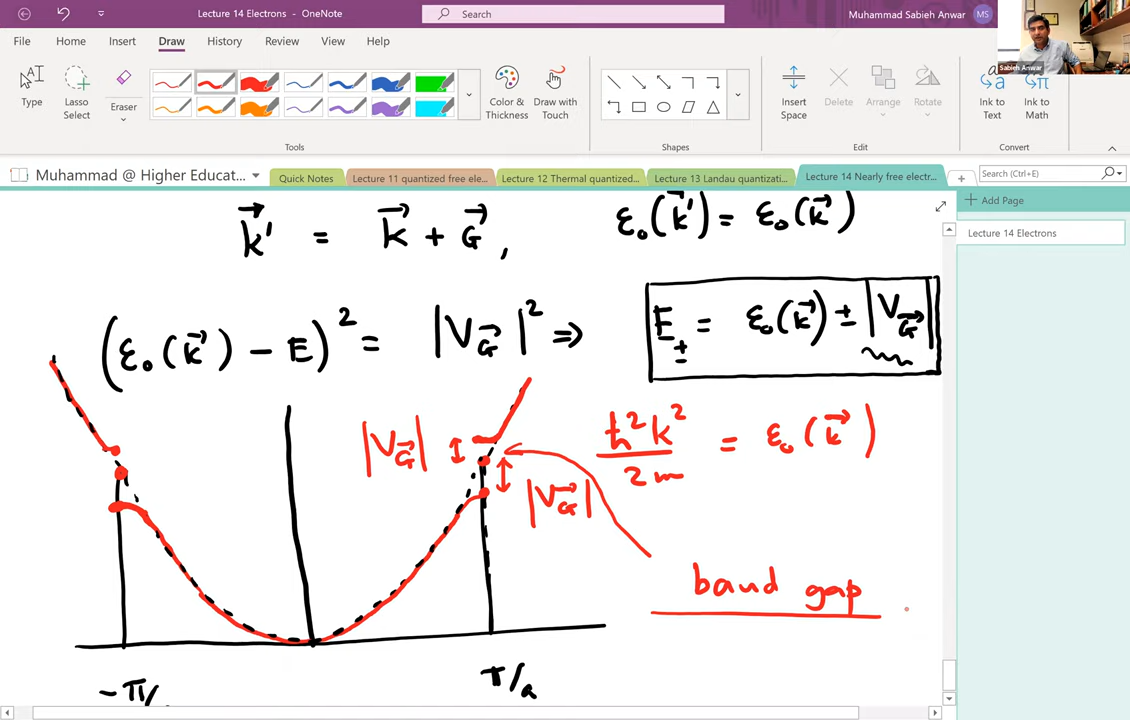 Lecture 14 Electrons - OneNote
Search
Muhammad Sabieh Anwar
MS
Sabieh Anwar
File Home Insert Draw History Review View Help
Type
Lasso Select
Eraser
Color & Thickness
Draw with Touch
Insert Space
Delete
Arrange
Rotate
Ink to Text
Ink to Math
Tools
Shapes
Edit
Convert
Muhammad @ Higher Educat...
Quick Notes
Lecture 11 quantized free ele...
Lecture 12 Thermal quantized...
Lecture 13 Landau quantizati...
Lecture 14 Nearly free electr...
Search (Ctrl+E)
Add Page
Lecture 14 Electrons
k⃗' = k⃗ + G⃗, ε₀(k⃗') = ε₀(k⃗)
(ε₀(k⃗) - E)² = |V_G⃗|² ⇒ E_± = ε₀(k⃗) ± |V_G⃗|
|V_G⃗| ħ²k²/2m = ε₀(k⃗)
|V_G⃗|
band gap
-π/ π/a